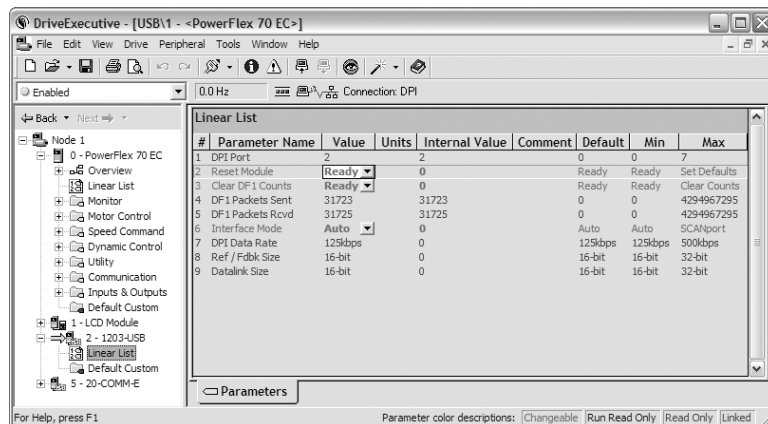 DriveExecutive - [USB\1 - <PowerFlex 70 EC>]
File Edit View Drive Peripheral Tools Window Help
Enabled 0.0 Hz Connection: DPI
Back Next
Node 1
0 - PowerFlex 70 EC
Overview
Linear List
Monitor
Motor Control
Speed Command
Dynamic Control
Utility
Communication
Inputs & Outputs
Default Custom
1 - LCD Module
2 - 1203-USB
Linear List
Default Custom
5 - 20-COMM-E
Linear List
# Parameter Name Value Units Internal Value Comment Default Min Max
1 DPI Port 2 2 0 0 7
2 Reset Module Ready 0 Ready Ready Set Defaults
3 Clear DF1 Counts Ready 0 Ready Ready Clear Counts
4 DF1 Packets Sent 31723 31723 0 0 4294967295
5 DF1 Packets Rcvd 31725 31725 0 0 4294967295
6 Interface Mode Auto 0 Auto Auto SCANport
7 DPI Data Rate 125kbps 0 125kbps 125kbps 500kbps
8 Ref / Fdbk Size 16-bit 0 16-bit 16-bit 32-bit
9 Datalink Size 16-bit 0 16-bit 16-bit 32-bit
Parameters
For Help, press F1 Parameter color descriptions: Changeable Run Read Only Read Only Linked